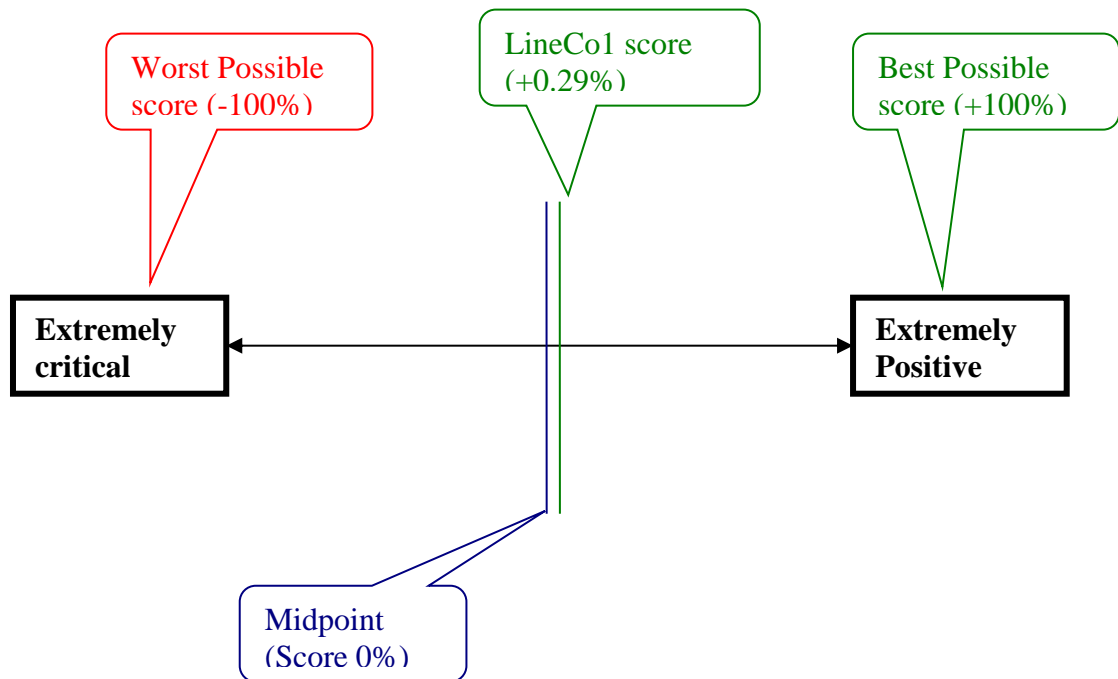 Worst Possible
score (-100%)
LineCo1 score
(+0.29%)
Best Possible
score (+100%)
Extremely
critical
Extremely
Positive
Midpoint
(Score 0%)